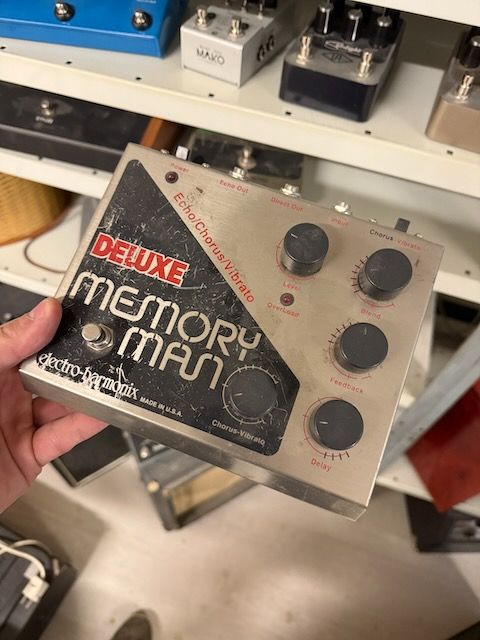 MAKO
Starlight
Power
Echo Out
Direct Out
Input
Chorus Vibrato
Echo/Chorus/Vibrato
Level
Blend
OverLoad
DELUXE
MEMORY
MAN
Feedback
electro-harmonix
MADE IN U.S.A.
Chorus-Vibrato
Delay